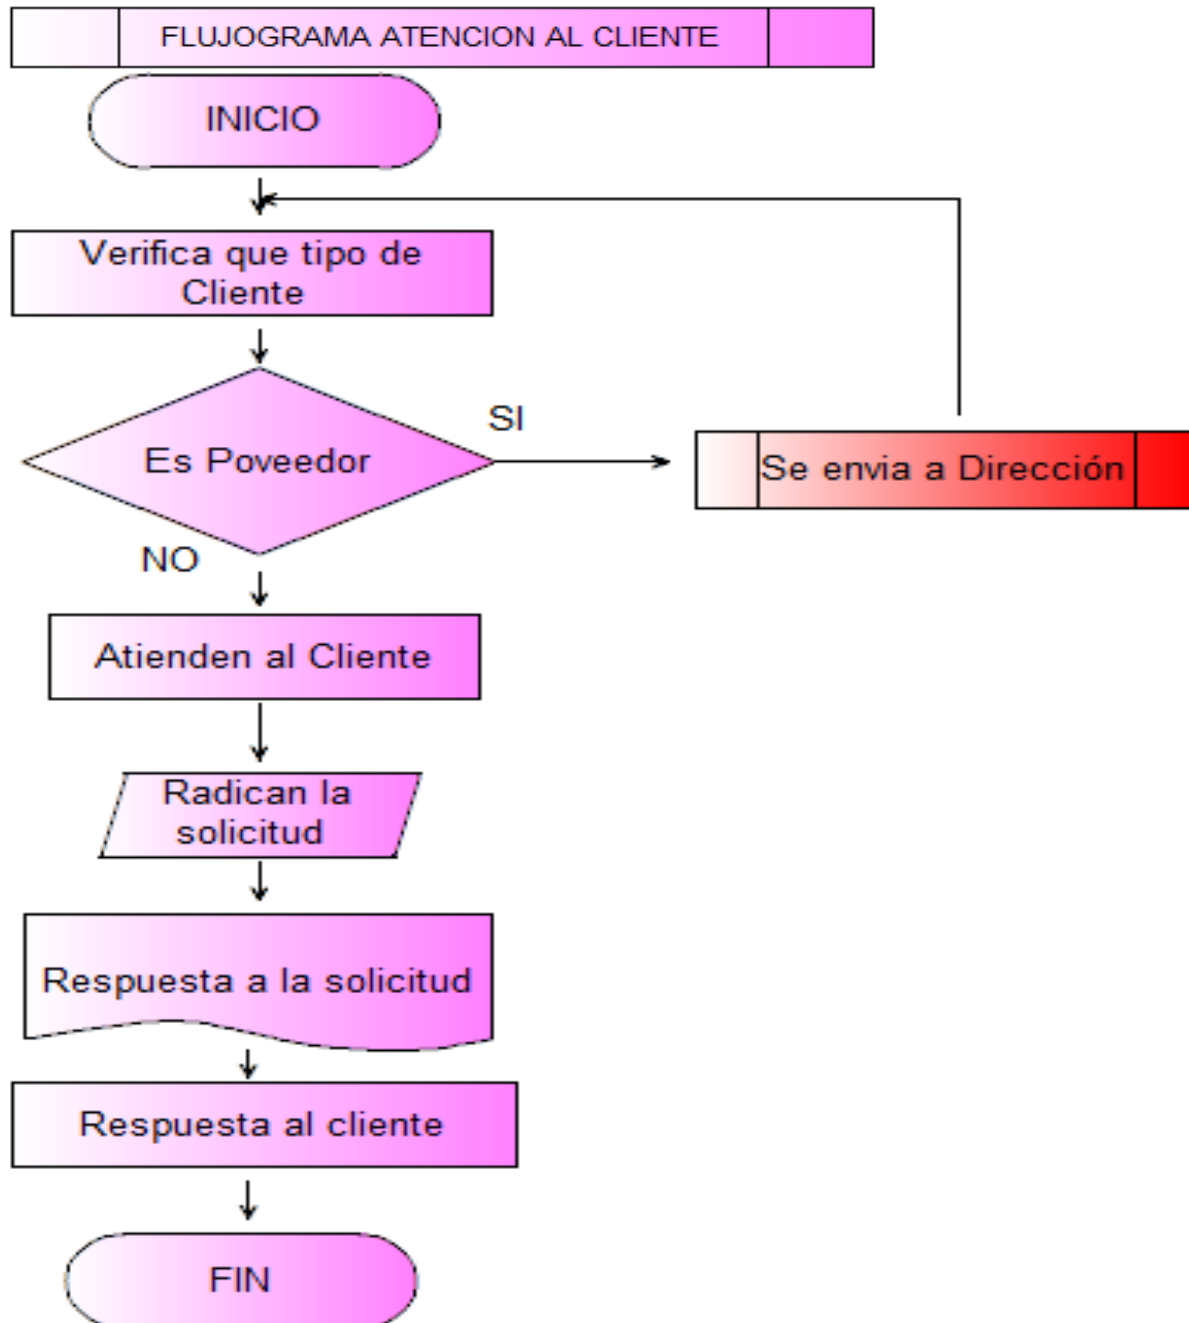 FLUJOGRAMA ATENCION AL CLIENTE
INICIO
Verifica que tipo de
Cliente
Es Poveedor
SI
Se envia a Dirección
NO
Atienden al Cliente
Radican la
solicitud
Respuesta a la solicitud
Respuesta al cliente
FIN